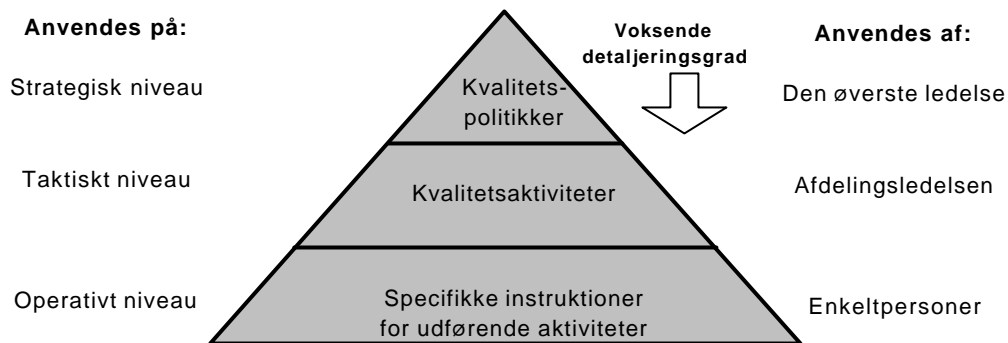 Anvendes på:
Voksende
detaljeringsgrad
Anvendes af:
Strategisk niveau
Kvalitets-
politikker
Den øverste ledelse
Taktiskt niveau
Kvalitetsaktiviteter
Afdelingsledelsen
Operativt niveau
Specifikke instruktioner
for udførende aktiviteter
Enkeltpersoner